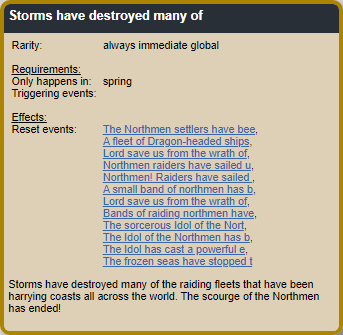 Storms have destroyed many of
Rarity: always immediate global
Requirements:
Only happens in: spring
Triggering events:
Effects:
Reset events: The Northmen settlers have bee,
A fleet of Dragon-headed ships,
Lord save us from the wrath of,
Northmen raiders have sailed u,
Northmen! Raiders have sailed ,
A small band of northmen has b,
Lord save us from the wrath of,
Bands of raiding northmen have,
The sorcerous Idol of the Nort,
The Idol of the Northmen has b,
The Idol has cast a powerful e,
The frozen seas have stopped t
Storms have destroyed many of the raiding fleets that have been
harrying coasts all across the world. The scourge of the Northmen
has ended!